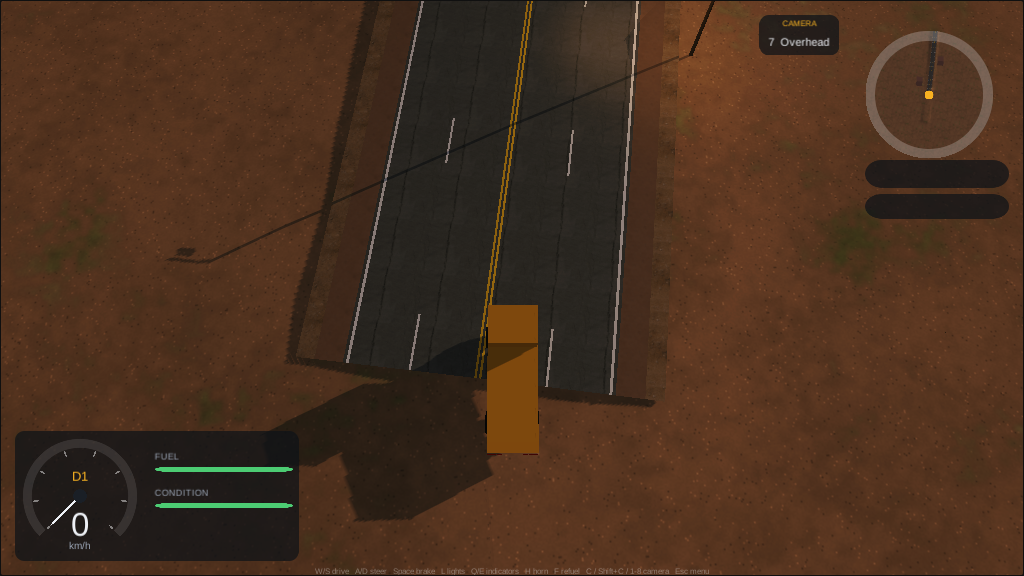 CAMERA
7 Overhead
D1
0
km/h
FUEL
CONDITION
W/S drive A/D steer Space brake L lights Q/E indicators H horn F refuel C / Shift+C / 1-8 camera Esc menu